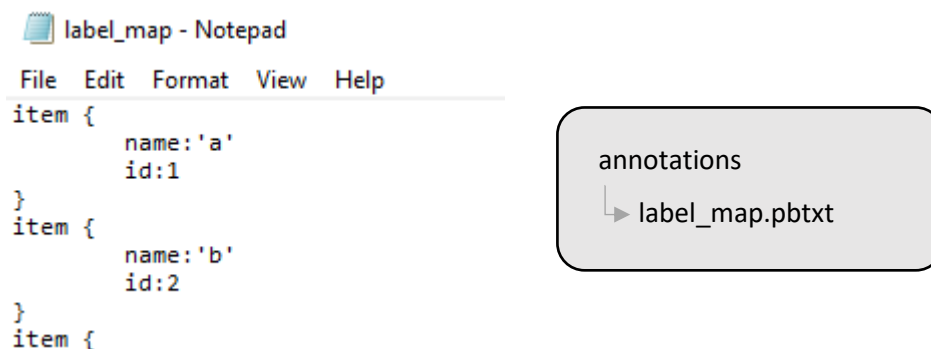 label_map - Notepad
File Edit Format View Help
item {
name:'a'
id:1
}
item {
name:'b'
id:2
}
item {
annotations
label_map.pbtxt